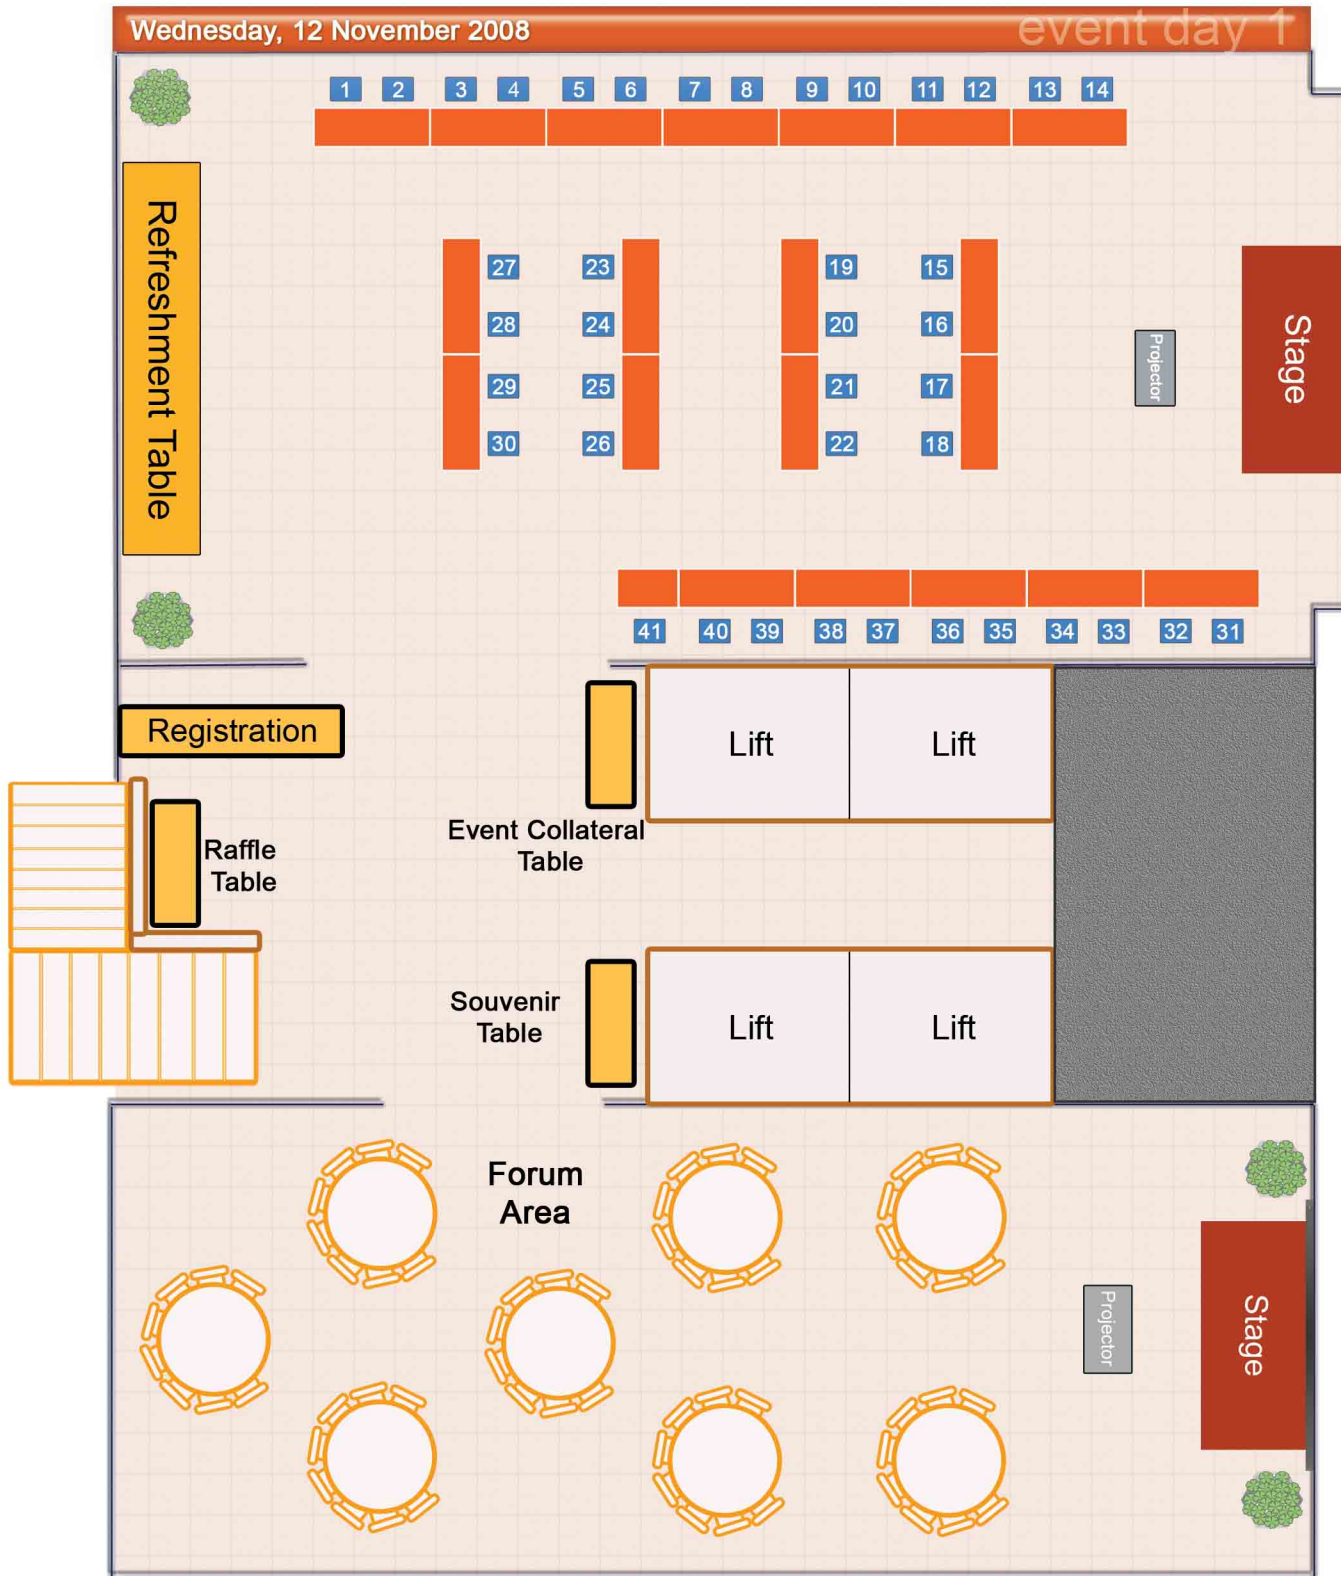 Wednesday, 12 November 2008
event day 1
1 2 3 4 5 6 7 8 9 10 11 12 13 14
Refreshment Table
27 23 19 15
28 24 20 16
29 25 21 17
30 26 22 18
Projector
Stage
41 40 39 38 37 36 35 34 33 32 31
Registration
Lift Lift
Event Collateral
Table
Raffle
Table
Souvenir
Table
Lift Lift
Forum
Area
Projector
Stage